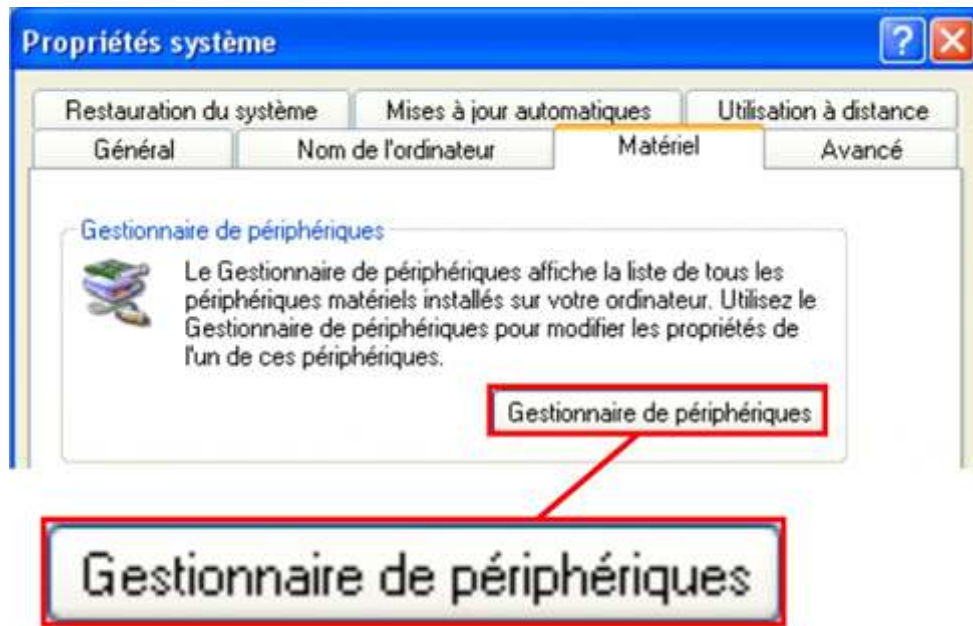 Propriétés système
Restauration du système Mises à jour automatiques Utilisation à distance
Général Nom de l'ordinateur Matériel Avancé
Gestionnaire de périphériques
Le Gestionnaire de périphériques affiche la liste de tous les
périphériques matériels installés sur votre ordinateur. Utilisez le
Gestionnaire de périphériques pour modifier les propriétés de
l'un de ces périphériques.
Gestionnaire de périphériques
Gestionnaire de périphériques